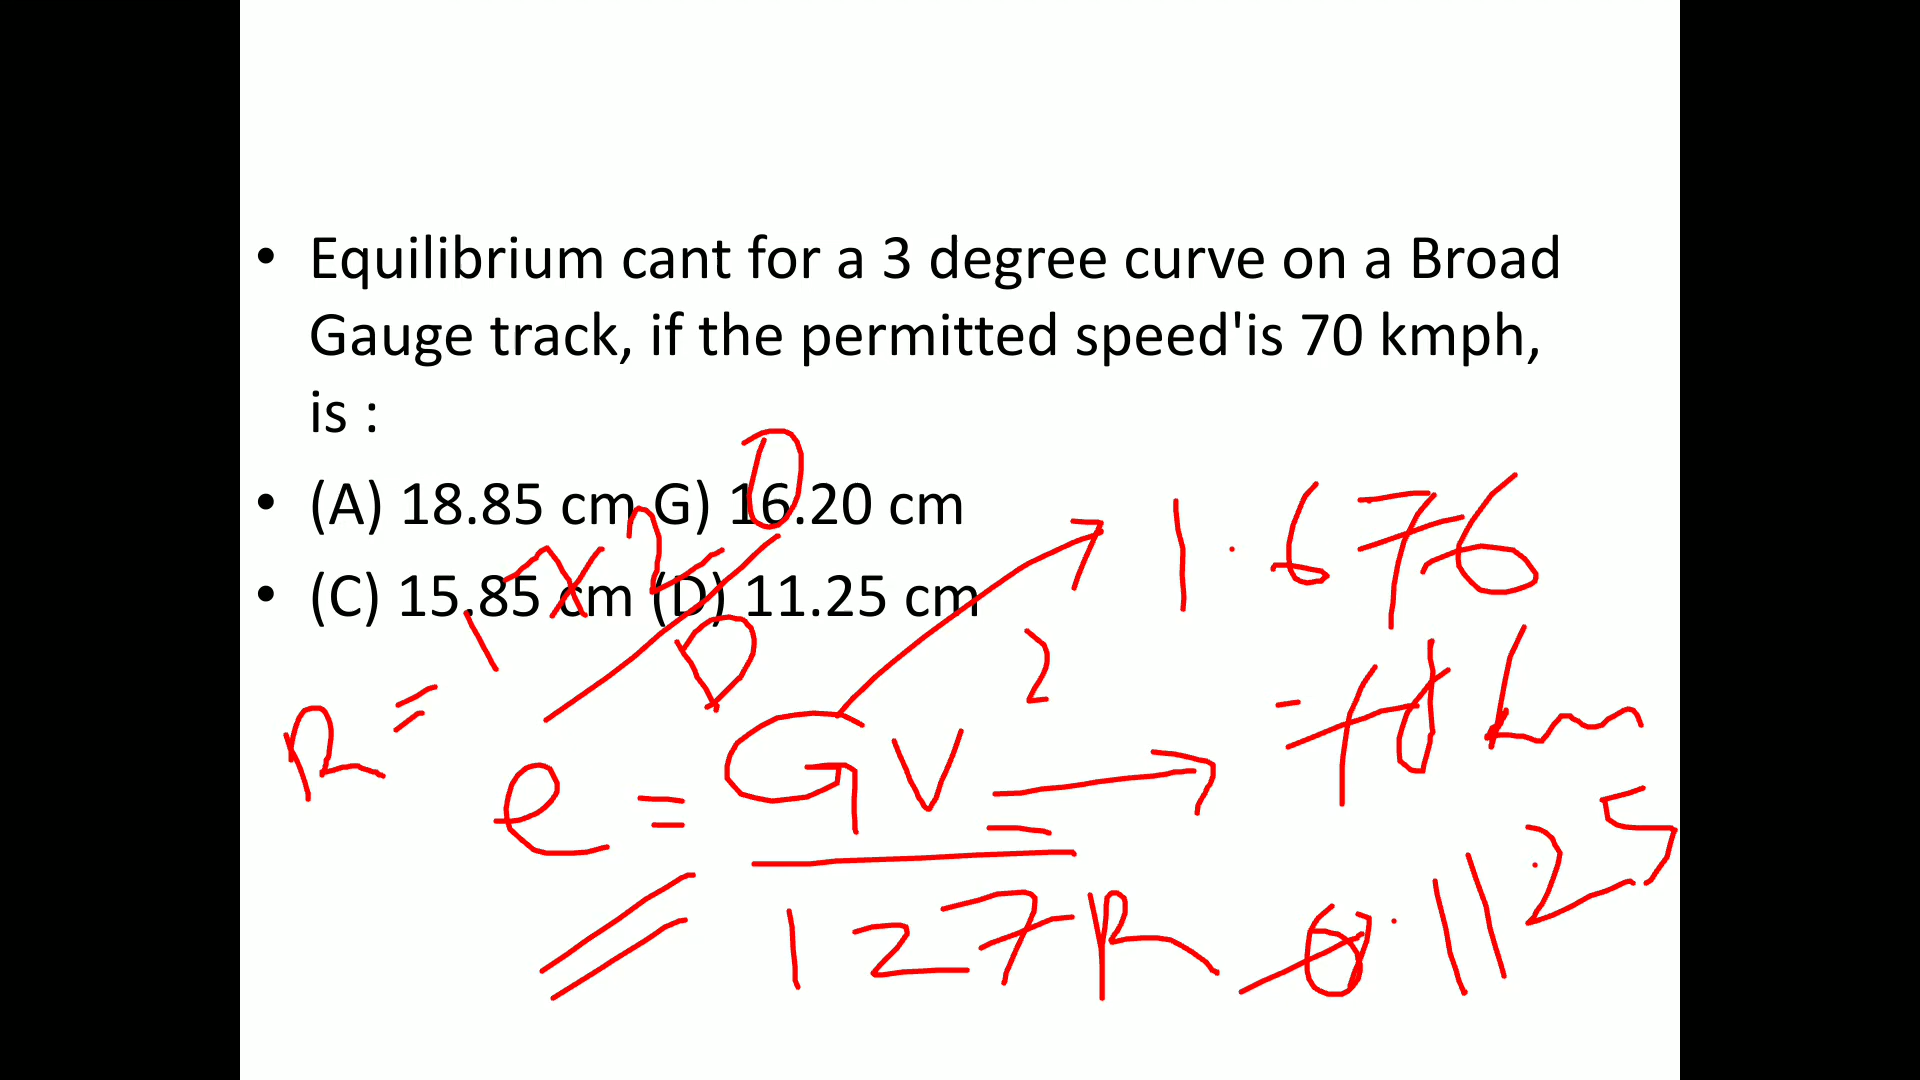 • Equilibrium cant for a 3 degree curve on a Broad
Gauge track, if the permitted speed'is 70 kmph,
is :
• (A) 18.85 cm G) 16.20 cm
• (C) 15.85 cm (D) 11.25 cm
R = 1720
D
1.676
e = GV2
127R
= 70 km
0.1125